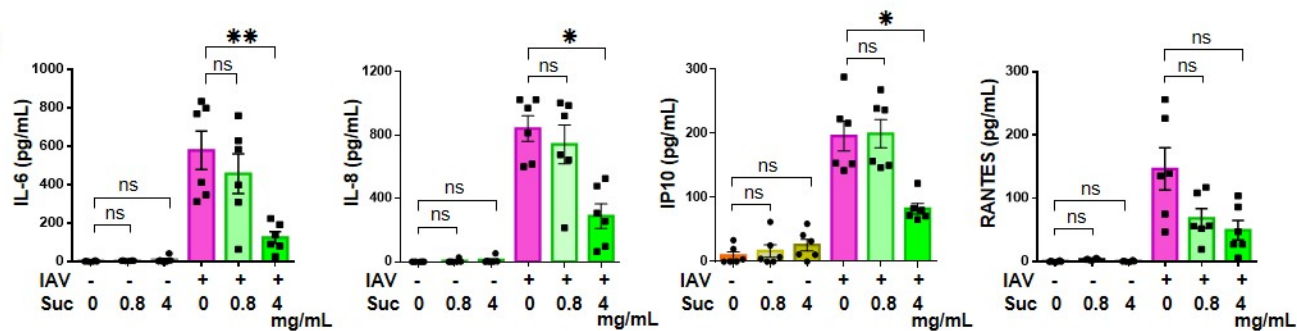 IL-6 (pg/mL)
1000
800
600
400
200
0
ns
ns
ns
**
IAV - - - + + +
Suc 0 0.8 4 0 0.8 4
mg/mL
IL-8 (pg/mL)
1200
800
400
0
ns
ns
ns
*
- - - + + +
0 0.8 4 0 0.8 4
mg/mL
IP10 (pg/mL)
300
200
100
0
ns
ns
ns
*
IAV - - - + + +
Suc 0 0.8 4 0 0.8 4
mg/mL
RANTES (pg/mL)
300
200
100
0
ns
ns
ns
ns
IAV - - - + + +
Suc 0 0.8 4 0 0.8 4
mg/mL